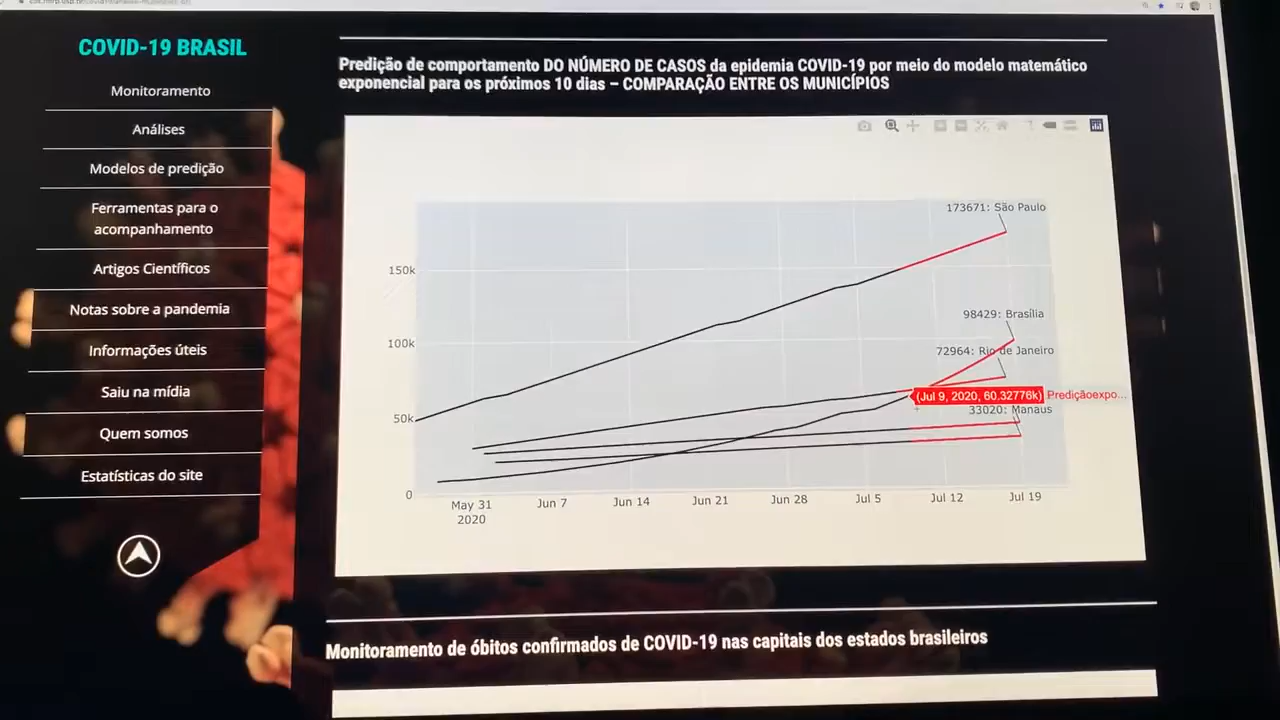 COVID-19 BRASIL
Monitoramento
Análises
Modelos de predição
Ferramentas para o
acompanhamento
Artigos Científicos
Notas sobre a pandemia
Informações úteis
Saiu na mídia
Quem somos
Estatísticas do site
Predição de comportamento DO NÚMERO DE CASOS da epidemia COVID-19 por meio do modelo matemático
exponencial para os próximos 10 dias – COMPARAÇÃO ENTRE OS MUNICÍPIOS
173671: São Paulo
150k
98429: Brasília
100k
72964: Rio de Janeiro
(Jul 9, 2020, 60.32776k) Prediçãoexpo...
33020: Manaus
50k
0
May 31
2020
Jun 7
Jun 14
Jun 21
Jun 28
Jul 5
Jul 12
Jul 19
Monitoramento de óbitos confirmados de COVID-19 nas capitais dos estados brasileiros